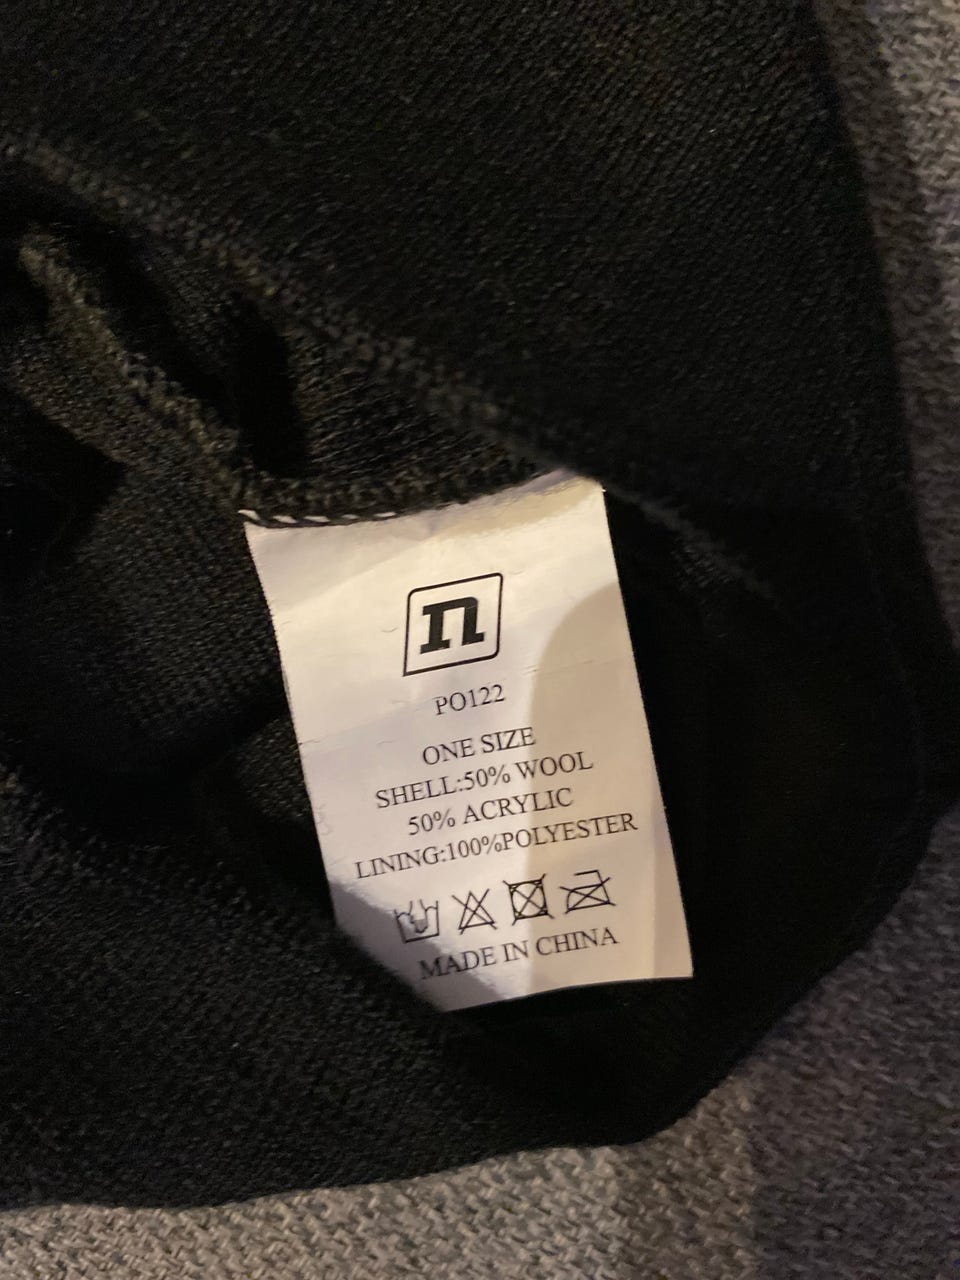 n
PO122
ONE SIZE
SHELL:50% WOOL
50% ACRYLIC
LINING:100%POLYESTER
MADE IN CHINA